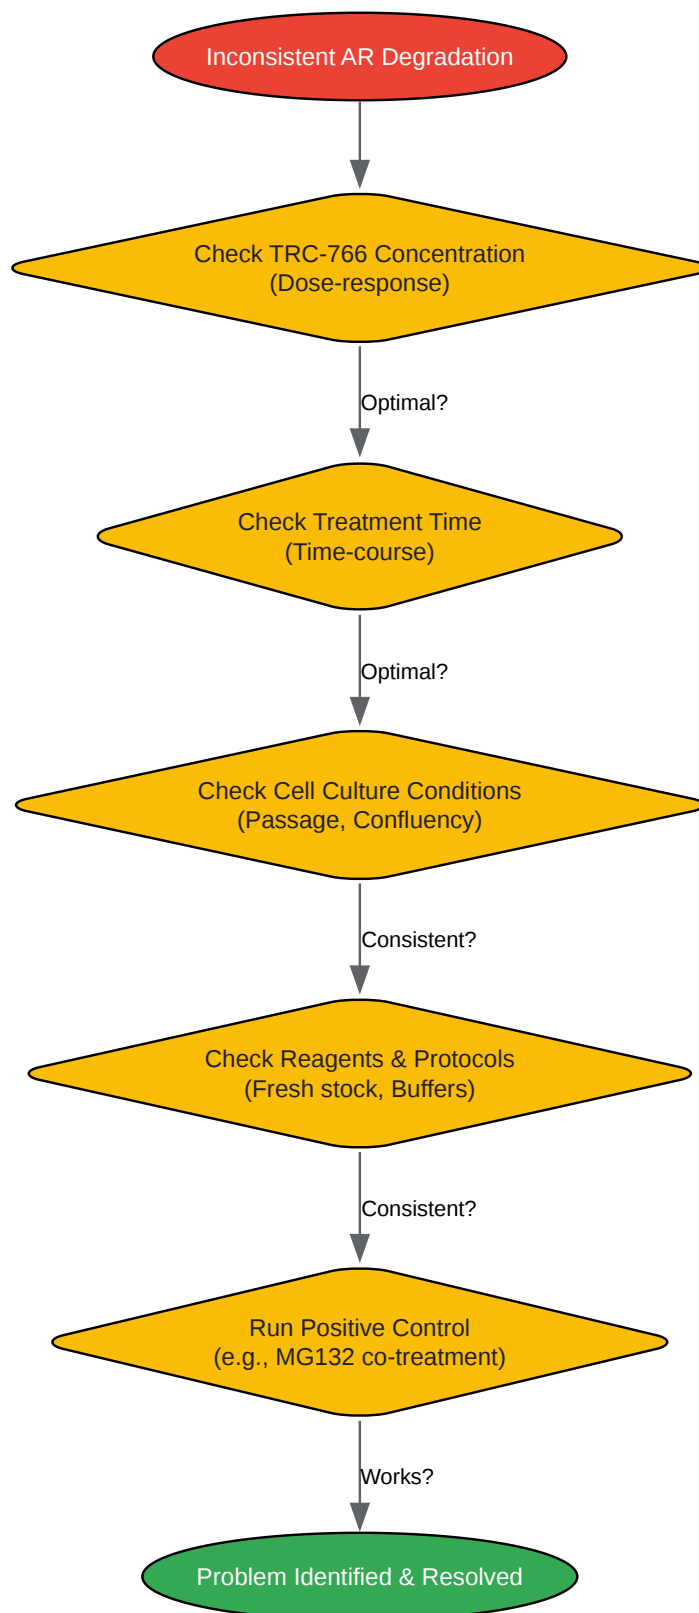 Inconsistent AR Degradation
Check TRC-766 Concentration
(Dose-response)
Optimal?
Check Treatment Time
(Time-course)
Optimal?
Check Cell Culture Conditions
(Passage, Confluency)
Consistent?
Check Reagents & Protocols
(Fresh stock, Buffers)
Consistent?
Run Positive Control
(e.g., MG132 co-treatment)
Works?
Problem Identified & Resolved